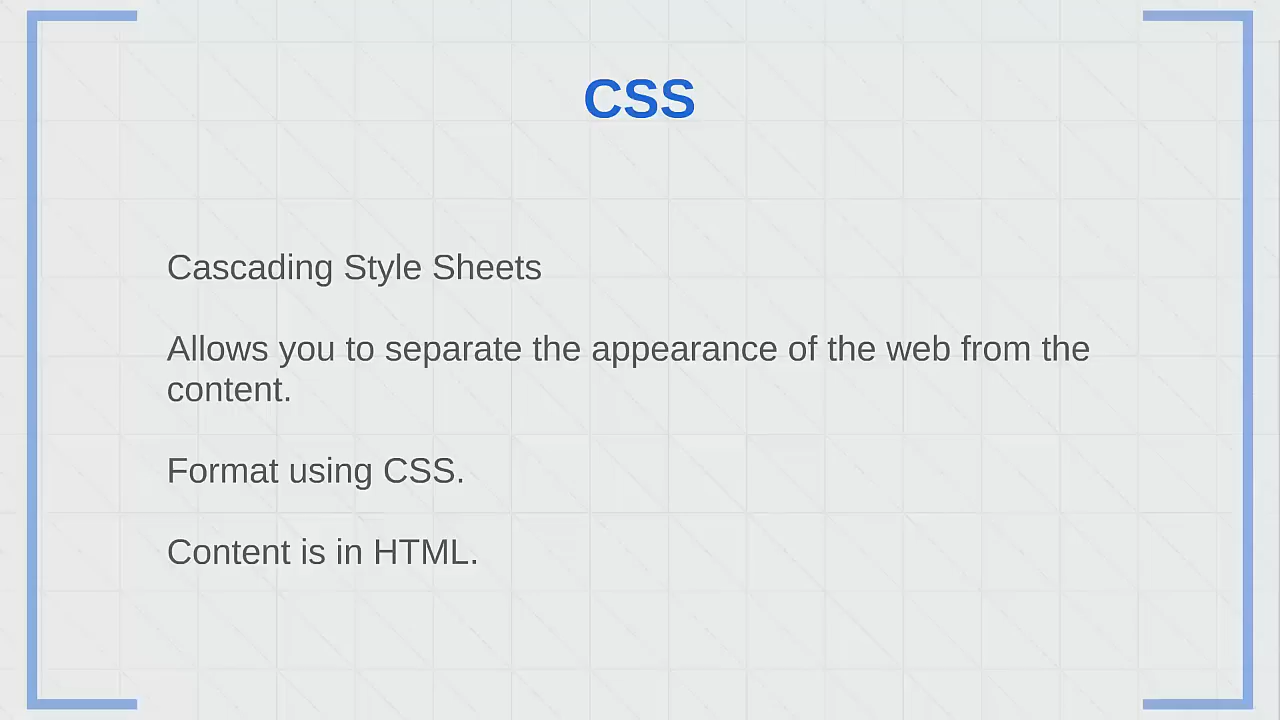 CSS
Cascading Style Sheets
Allows you to separate the appearance of the web from the
content.
Format using CSS.
Content is in HTML.